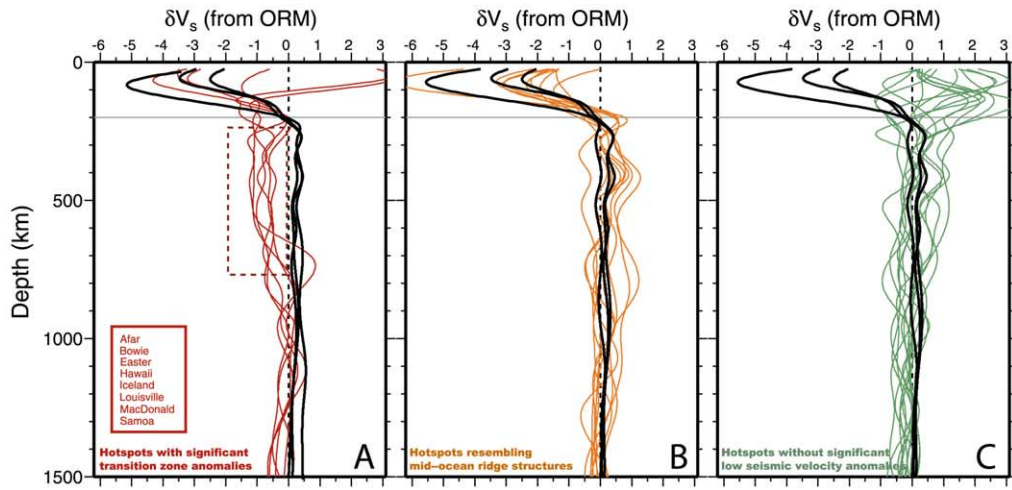 δVs (from ORM) δVs (from ORM) δVs (from ORM)
-6 -5 -4 -3 -2 -1 0 1 2 3 -6 -5 -4 -3 -2 -1 0 1 2 3 -6 -5 -4 -3 -2 -1 0 1 2 3
0
500
1000
1500
Depth (km)
Afar
Bowie
Easter
Hawaii
Iceland
Louisville
MacDonald
Samoa
Hotspots with significant
transition zone anomalies
A
Hotspots resembling
mid–ocean ridge structures
B
Hotspots without significant
low seismic velocity anomalies
C